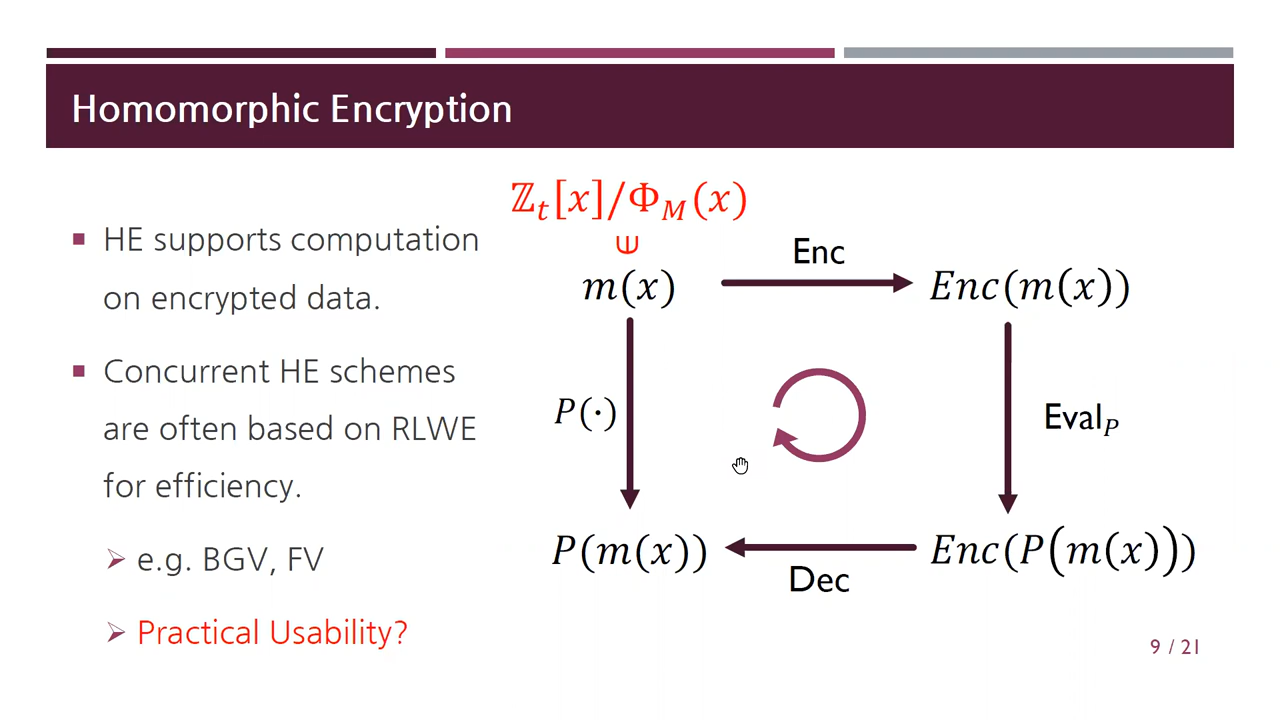 Homomorphic Encryption
HE supports computation
on encrypted data.
Concurrent HE schemes
are often based on RLWE
for efficiency.
e.g. BGV, FV
Practical Usability?
ℤ_t[x]/Φ_M(x)
∈
m(x)
Enc
Enc(m(x))
P(·)
Eval_P
P(m(x))
Dec
Enc(P(m(x)))
9 / 21